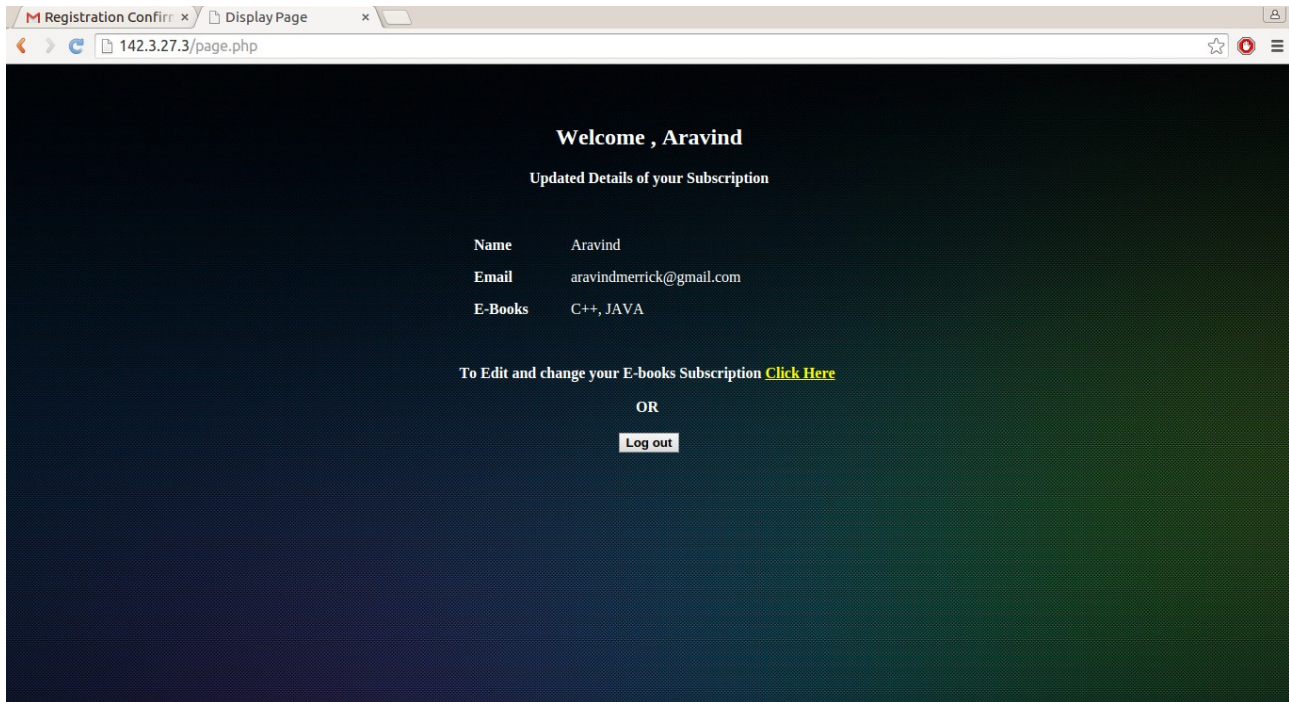 M Registration Confirr
Display Page
142.3.27.3/page.php
Welcome , Aravind
Updated Details of your Subscription
Name Aravind
Email aravindmerrick@gmail.com
E-Books C++, JAVA
To Edit and change your E-books Subscription Click Here
OR
Log out